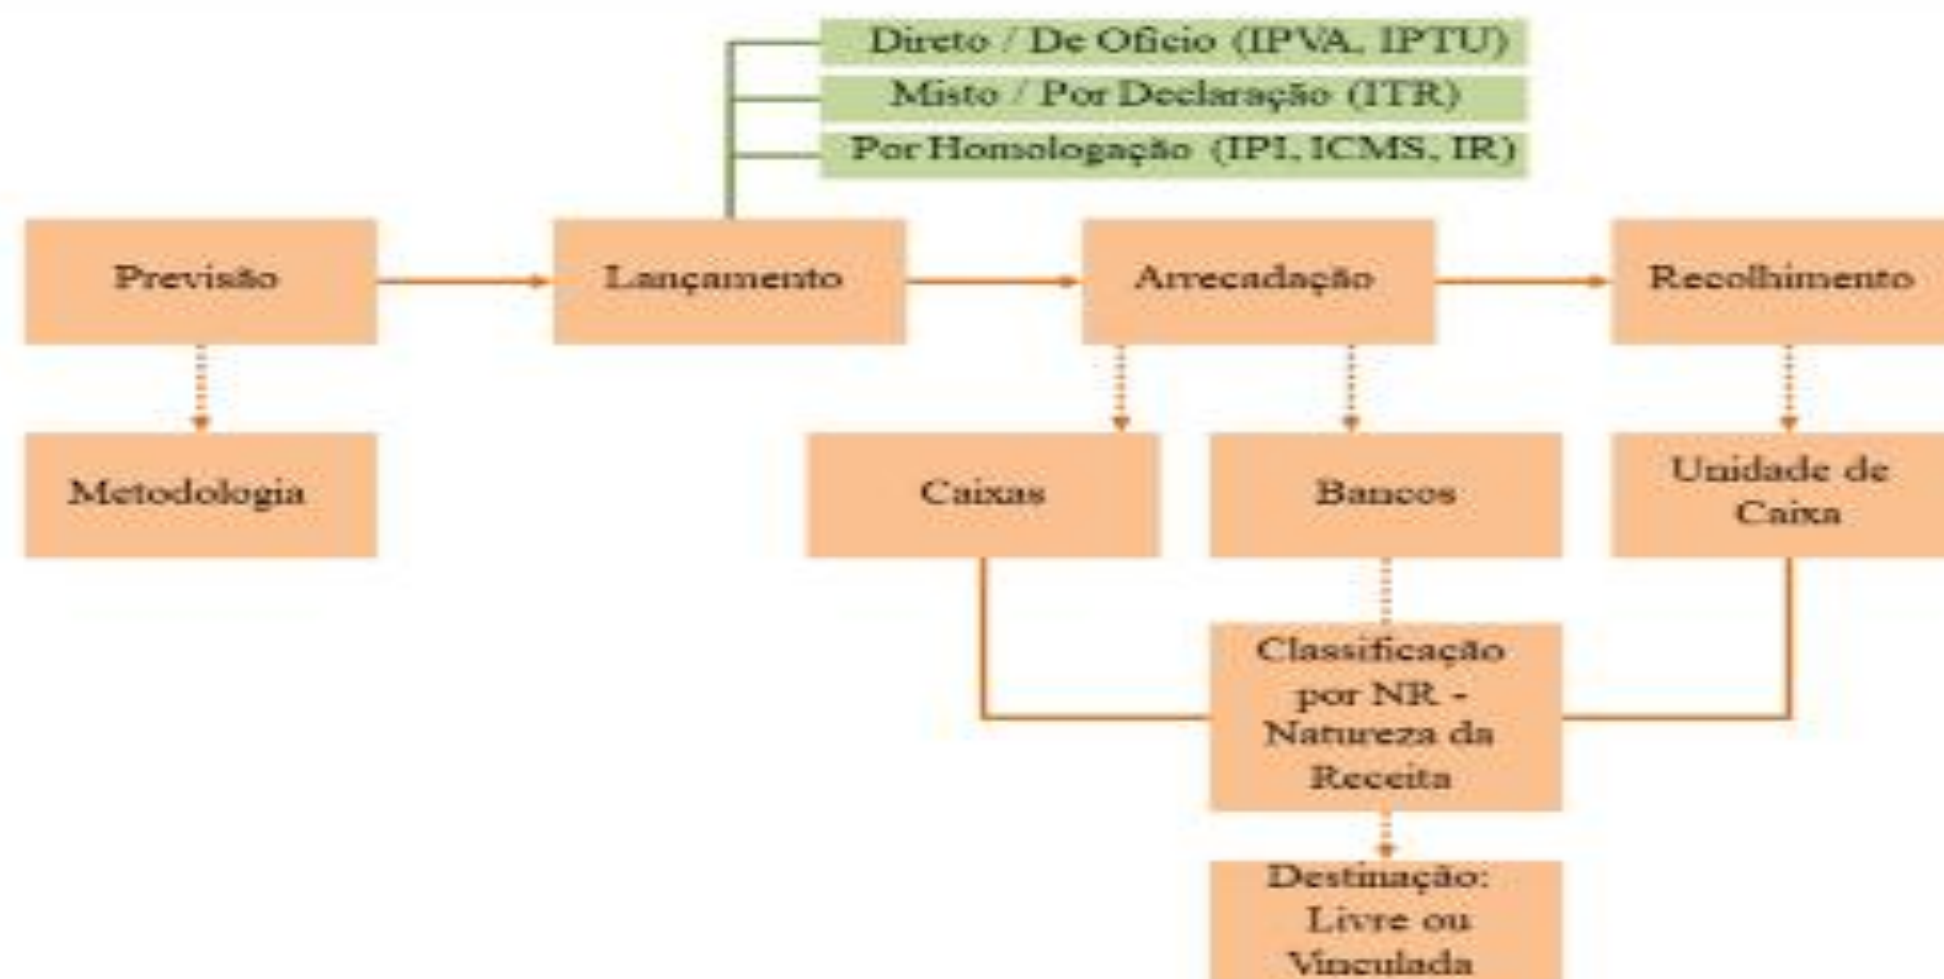 Direto / De Oficio (IPVA, IPTU)
Misto / Por Declaração (ITR)
Por Homologação (IPI, ICMS, IR)
Previsão
Lançamento
Arrecadação
Recolhimento
Metodologia
Caixas
Bancos
Unidade de
Caixa
Classificação
por NR -
Natureza da
Receita
Destinação:
Livre ou
Vinculada